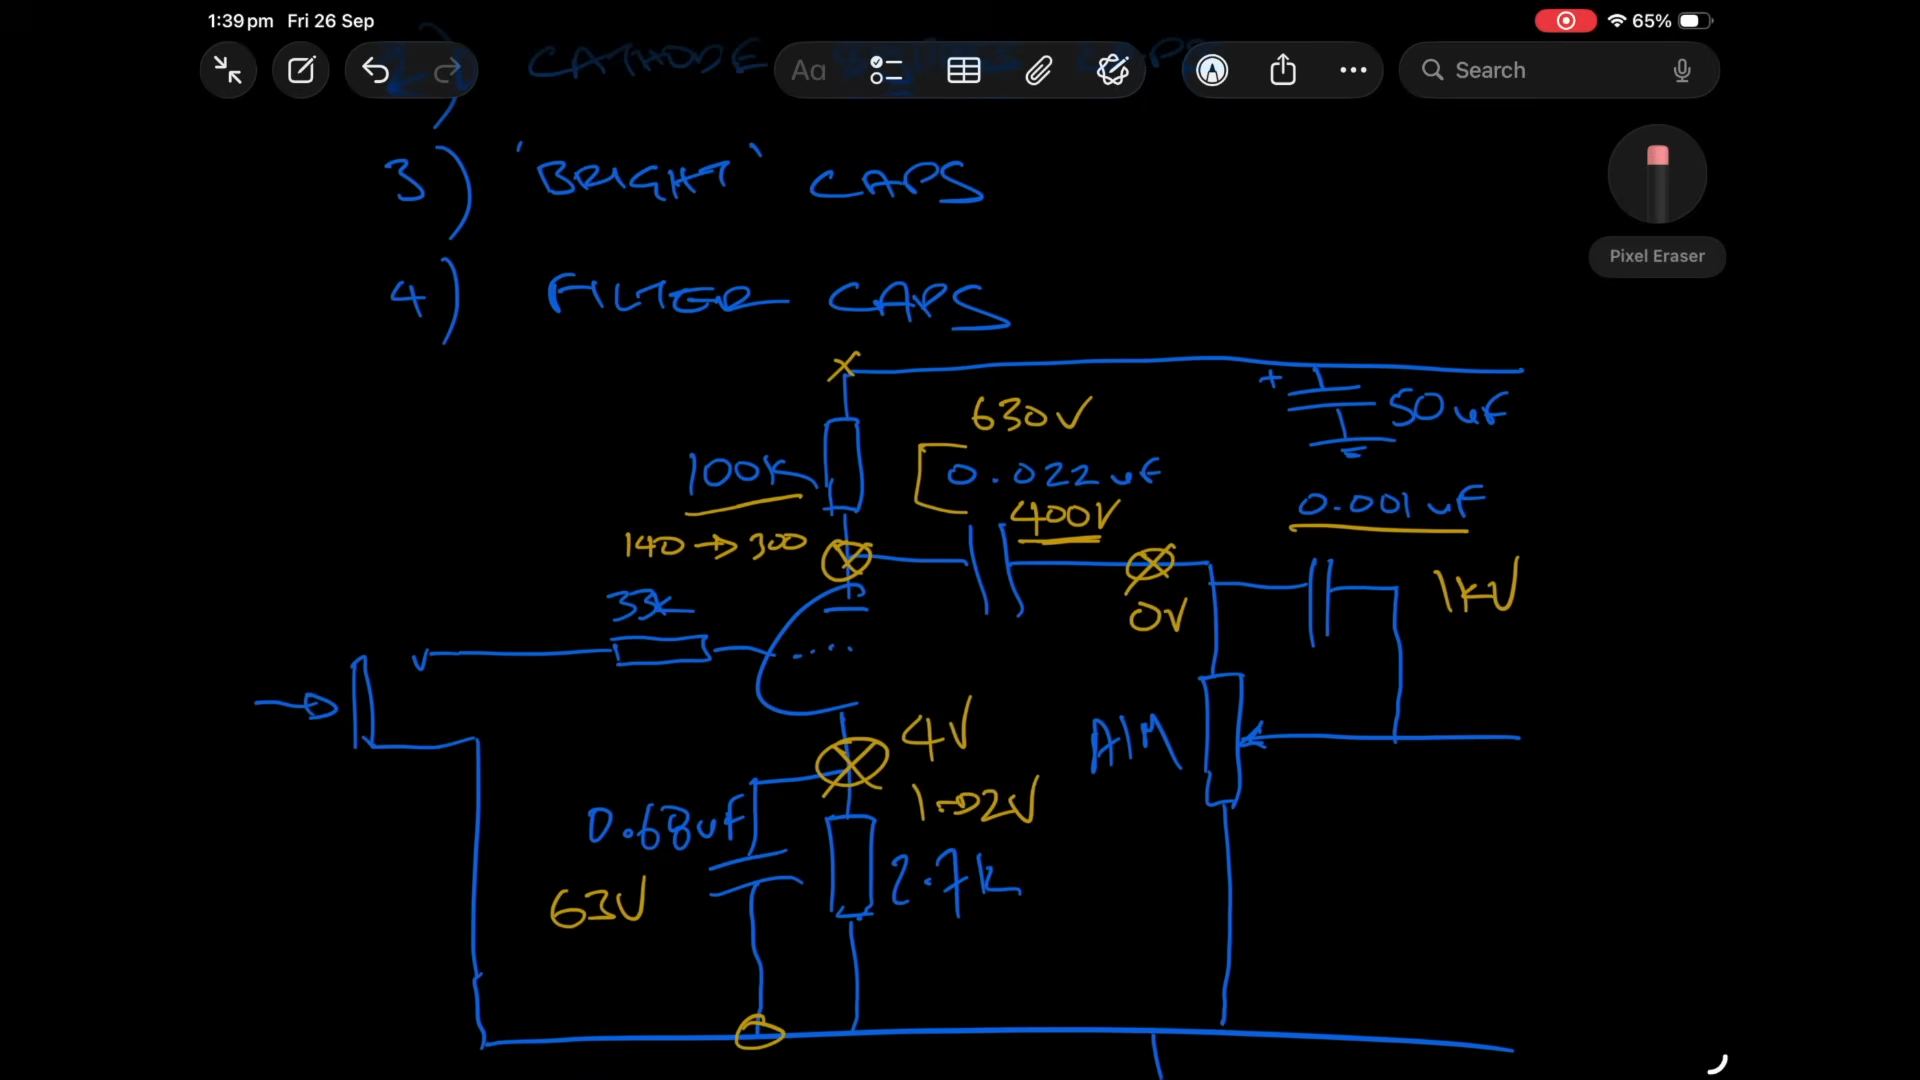 1:39 pm Fri 26 Sep
65%
CATHODE
Aa
Search
3) 'BRIGHT' CAPS
Pixel Eraser
4) FILTER CAPS
+
50uF
630V
0.022uF
400V
100K
140→300
0.001uF
1KV
33K
0V
4V
1.02V
A1M
0.68uF
63V
2.7K